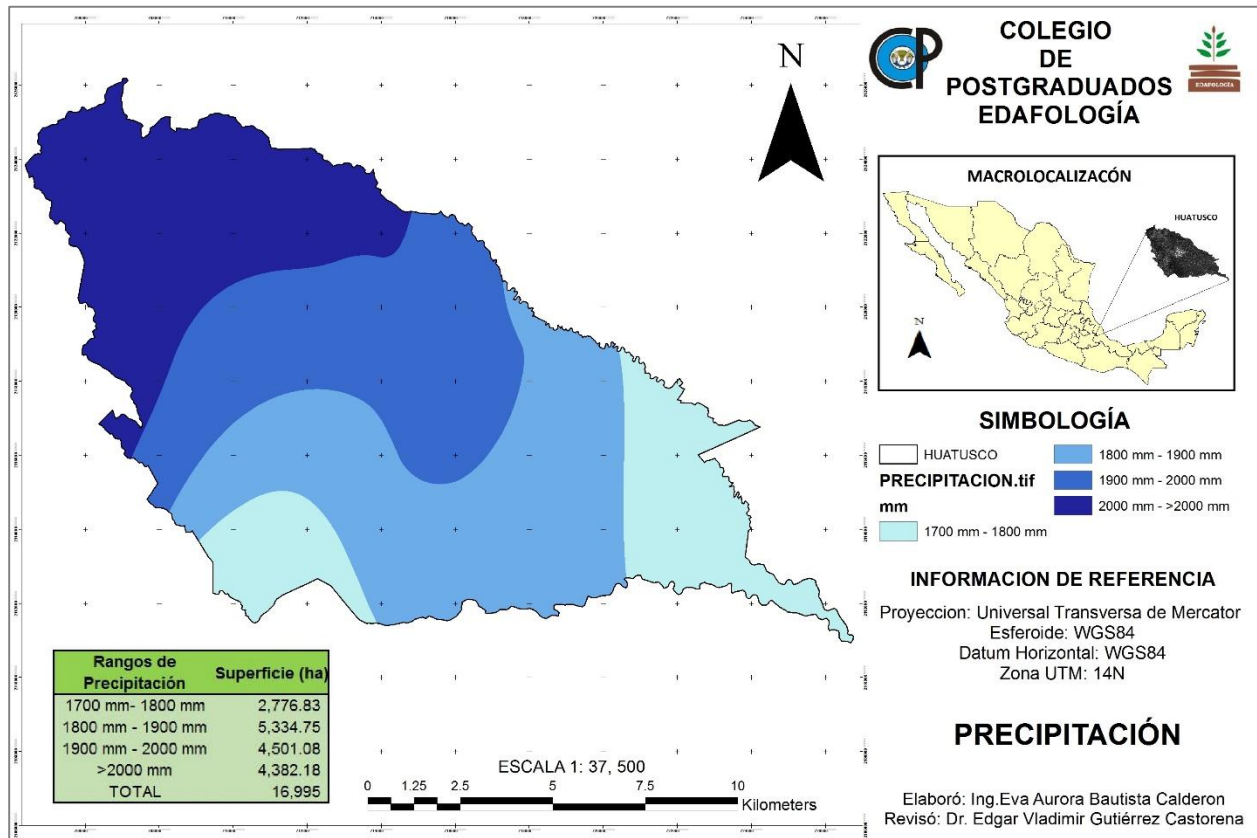 COLEGIO
DE
POSTGRADUADOS
EDAFOLOGÍA
CP
EDAFOLOGÍA
N
MACROLOCALIZACÓN
HUATUSCO
N
SIMBOLOGÍA
HUATUSCO
PRECIPITACION.tif
mm
1700 mm - 1800 mm
1800 mm - 1900 mm
1900 mm - 2000 mm
2000 mm - >2000 mm
INFORMACION DE REFERENCIA
Proyeccion: Universal Transversa de Mercator
Esferoide: WGS84
Datum Horizontal: WGS84
Zona UTM: 14N
PRECIPITACIÓN
Elaboró: Ing.Eva Aurora Bautista Calderon
Revisó: Dr. Edgar Vladimir Gutiérrez Castorena
Rangos de Precipitación Superficie (ha)
1700 mm- 1800 mm 2,776.83
1800 mm - 1900 mm 5,334.75
1900 mm - 2000 mm 4,501.08
>2000 mm 4,382.18
TOTAL 16,995
ESCALA 1: 37, 500
0 1.25 2.5 5 7.5 10
Kilometers